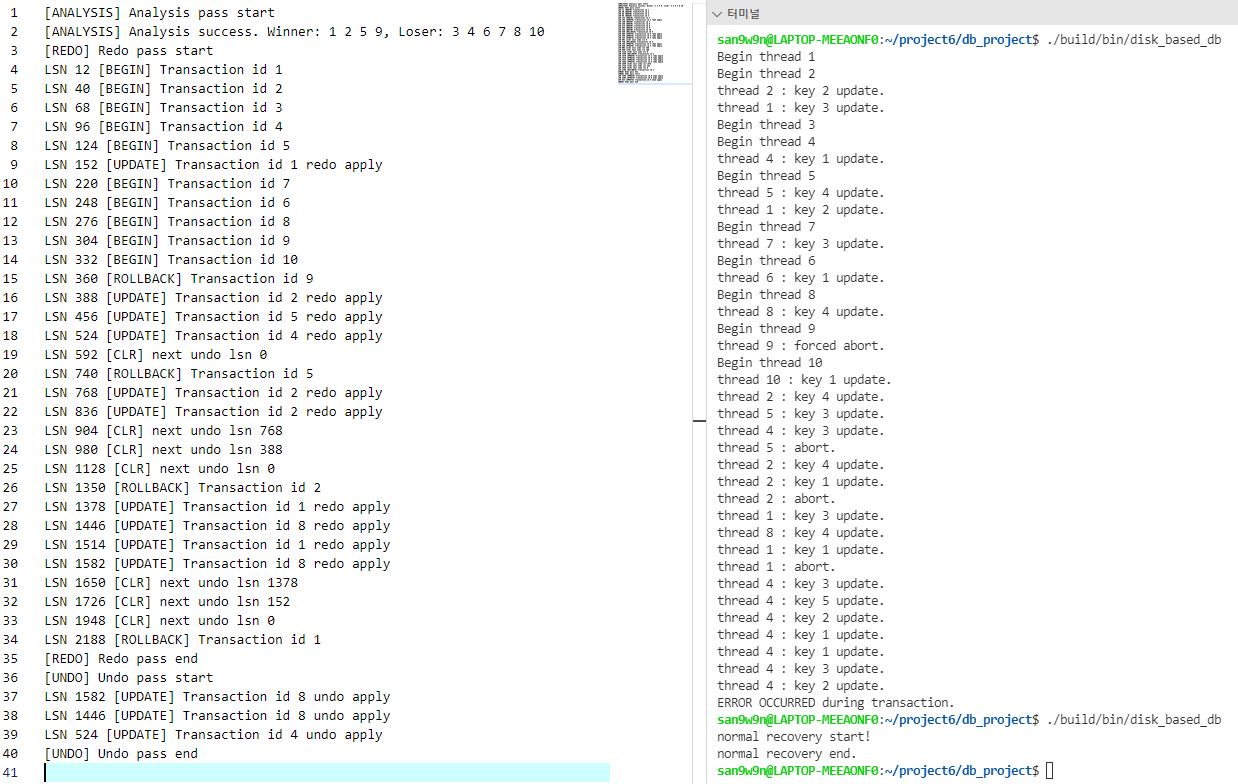 1 [ANALYSIS] Analysis pass start
2 [ANALYSIS] Analysis success. Winner: 1 2 5 9, Loser: 3 4 6 7 8 10
3 [REDO] Redo pass start
4 LSN 12 [BEGIN] Transaction id 1
5 LSN 40 [BEGIN] Transaction id 2
6 LSN 68 [BEGIN] Transaction id 3
7 LSN 96 [BEGIN] Transaction id 4
8 LSN 124 [BEGIN] Transaction id 5
9 LSN 152 [UPDATE] Transaction id 1 redo apply
10 LSN 220 [BEGIN] Transaction id 7
11 LSN 248 [BEGIN] Transaction id 6
12 LSN 276 [BEGIN] Transaction id 8
13 LSN 304 [BEGIN] Transaction id 9
14 LSN 332 [BEGIN] Transaction id 10
15 LSN 360 [ROLLBACK] Transaction id 9
16 LSN 388 [UPDATE] Transaction id 2 redo apply
17 LSN 456 [UPDATE] Transaction id 5 redo apply
18 LSN 524 [UPDATE] Transaction id 4 redo apply
19 LSN 592 [CLR] next undo lsn 0
20 LSN 740 [ROLLBACK] Transaction id 5
21 LSN 768 [UPDATE] Transaction id 2 redo apply
22 LSN 836 [UPDATE] Transaction id 2 redo apply
23 LSN 904 [CLR] next undo lsn 768
24 LSN 980 [CLR] next undo lsn 388
25 LSN 1128 [CLR] next undo lsn 0
26 LSN 1350 [ROLLBACK] Transaction id 2
27 LSN 1378 [UPDATE] Transaction id 1 redo apply
28 LSN 1446 [UPDATE] Transaction id 8 redo apply
29 LSN 1514 [UPDATE] Transaction id 1 redo apply
30 LSN 1582 [UPDATE] Transaction id 8 redo apply
31 LSN 1650 [CLR] next undo lsn 1378
32 LSN 1726 [CLR] next undo lsn 152
33 LSN 1948 [CLR] next undo lsn 0
34 LSN 2188 [ROLLBACK] Transaction id 1
35 [REDO] Redo pass end
36 [UNDO] Undo pass start
37 LSN 1582 [UPDATE] Transaction id 8 undo apply
38 LSN 1446 [UPDATE] Transaction id 8 undo apply
39 LSN 524 [UPDATE] Transaction id 4 undo apply
40 [UNDO] Undo pass end
41
터미널
san9w9n@LAPTOP-MEEAONF0:~/project6/db_project$ ./build/bin/disk_based_db
Begin thread 1
Begin thread 2
thread 2 : key 2 update.
thread 1 : key 3 update.
Begin thread 3
Begin thread 4
thread 4 : key 1 update.
Begin thread 5
thread 5 : key 4 update.
thread 1 : key 2 update.
Begin thread 7
thread 7 : key 3 update.
Begin thread 6
thread 6 : key 1 update.
Begin thread 8
thread 8 : key 4 update.
Begin thread 9
thread 9 : forced abort.
Begin thread 10
thread 10 : key 1 update.
thread 2 : key 4 update.
thread 5 : key 3 update.
thread 4 : key 3 update.
thread 5 : abort.
thread 2 : key 4 update.
thread 2 : key 1 update.
thread 2 : abort.
thread 1 : key 3 update.
thread 8 : key 4 update.
thread 1 : key 1 update.
thread 1 : abort.
thread 4 : key 3 update.
thread 4 : key 5 update.
thread 4 : key 2 update.
thread 4 : key 1 update.
thread 4 : key 1 update.
thread 4 : key 3 update.
thread 4 : key 2 update.
ERROR OCCURRED during transaction.
san9w9n@LAPTOP-MEEAONF0:~/project6/db_project$ ./build/bin/disk_based_db
normal recovery start!
normal recovery end.
san9w9n@LAPTOP-MEEAONF0:~/project6/db_project$